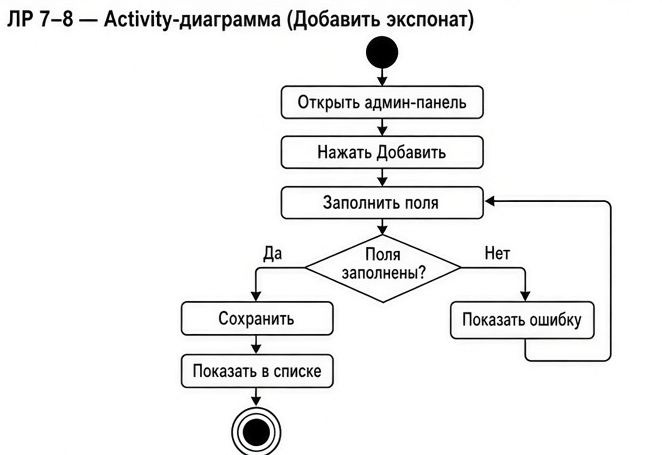 ЛР 7–8 — Activity-диаграмма (Добавить экспонат)
Открыть админ-панель
Нажать Добавить
Заполнить поля
Да
Поля
заполнены?
Нет
Сохранить
Показать ошибку
Показать в списке